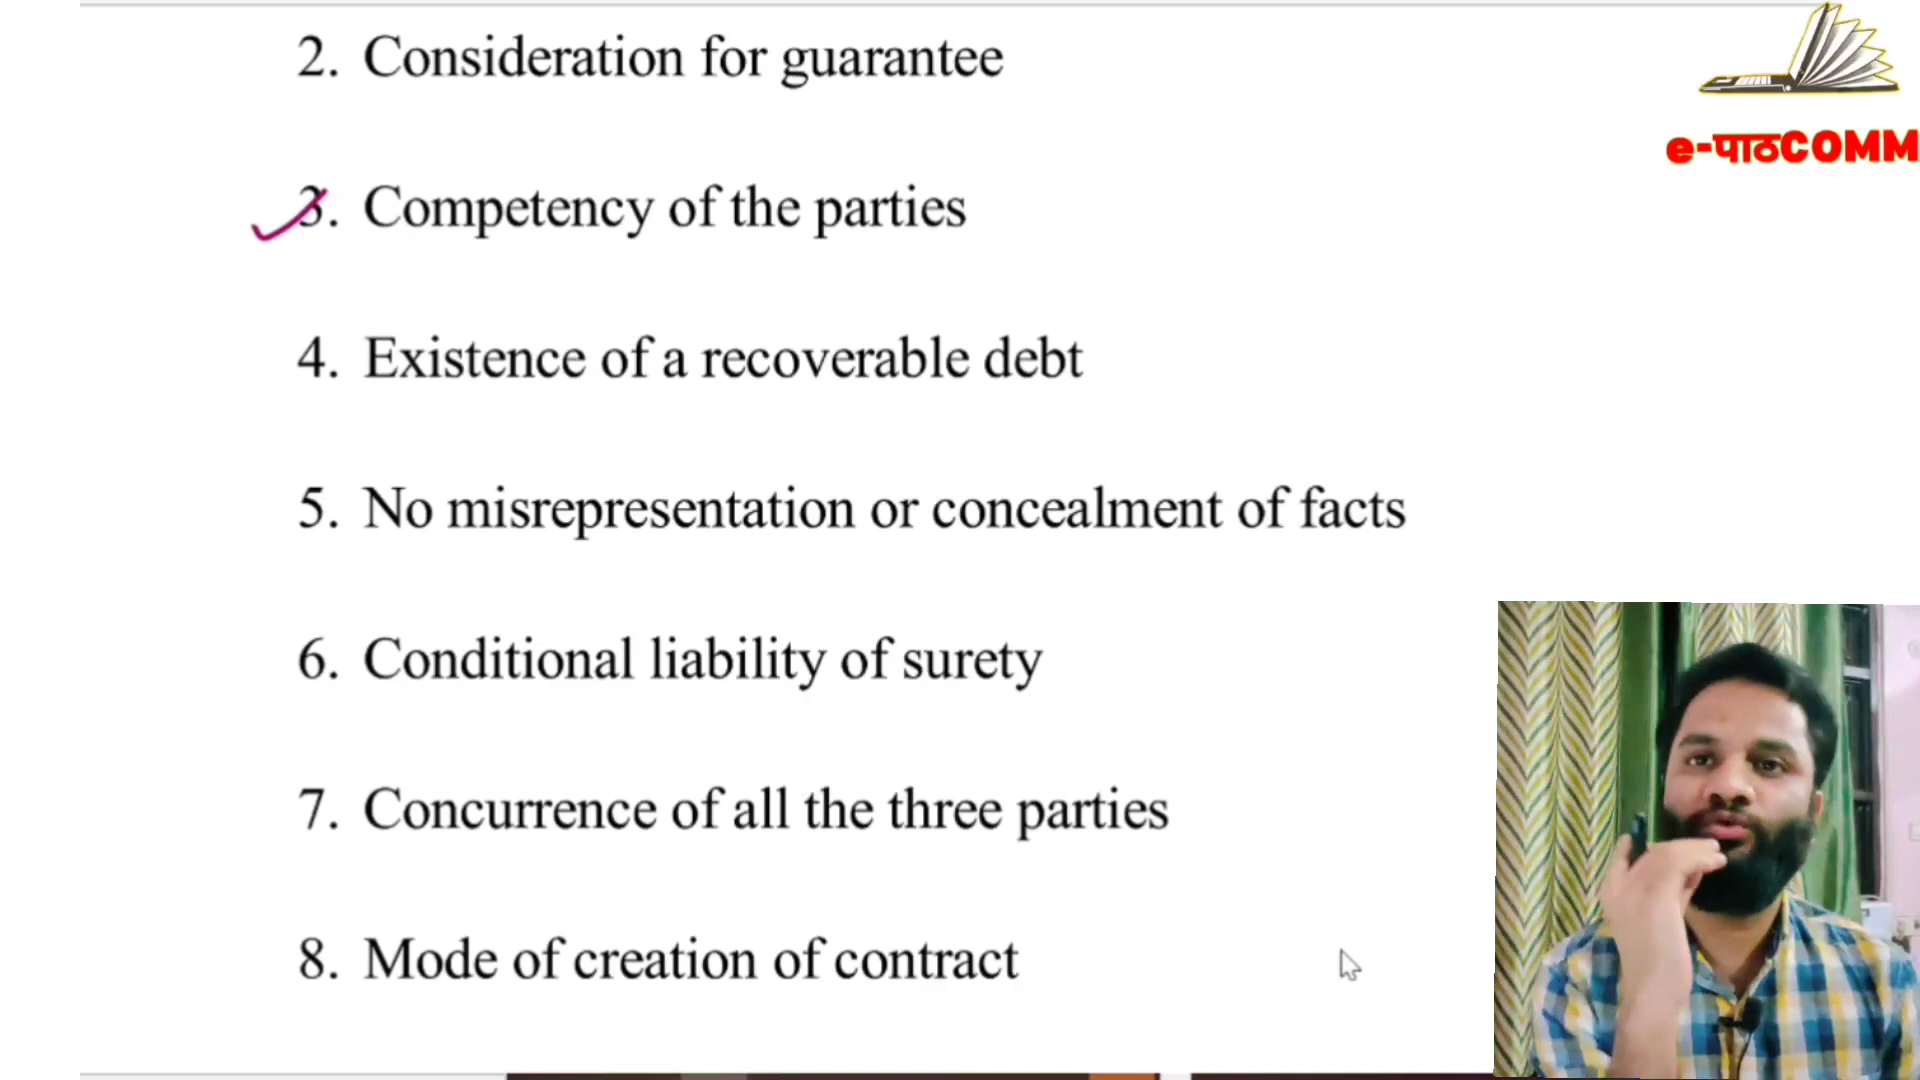 2. Consideration for guarantee
e-पाठCOMM
3. Competency of the parties
4. Existence of a recoverable debt
5. No misrepresentation or concealment of facts
6. Conditional liability of surety
7. Concurrence of all the three parties
8. Mode of creation of contract